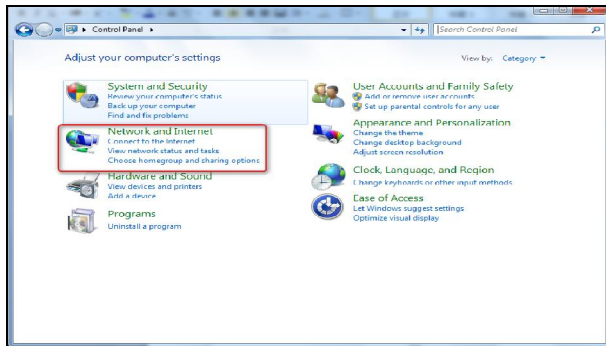 Control Panel
Search Control Panel
Adjust your computer's settings
View by: Category
System and Security
Review your computer's status
Back up your computer
Find and fix problems
Network and Internet
Connect to the Internet
View network status and tasks
Choose homegroup and sharing options
Hardware and Sound
View devices and printers
Add a device
Programs
Uninstall a program
User Accounts and Family Safety
Add or remove user accounts
Set up parental controls for any user
Appearance and Personalization
Change the theme
Change desktop background
Adjust screen resolution
Clock, Language, and Region
Change keyboards or other input methods
Ease of Access
Let Windows suggest settings
Optimize visual display